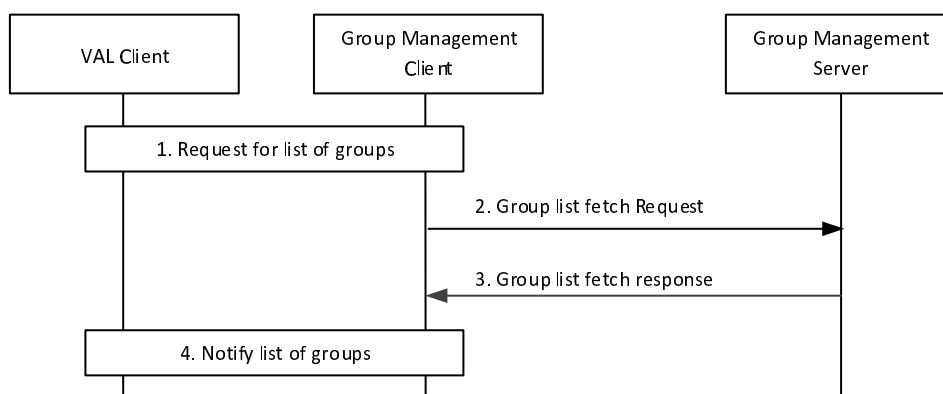 VAL Client
Group Management
Client
Group Management
Server
1. Request for list of groups
2. Group list fetch Request
3. Group list fetch response
4. Notify list of groups